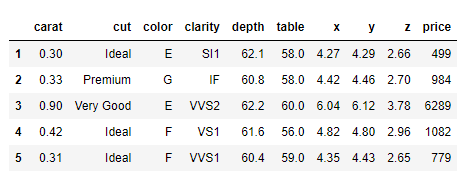 carat cut color clarity depth table x y z price
1 0.30 Ideal E SI1 62.1 58.0 4.27 4.29 2.66 499
2 0.33 Premium G IF 60.8 58.0 4.42 4.46 2.70 984
3 0.90 Very Good E VVS2 62.2 60.0 6.04 6.12 3.78 6289
4 0.42 Ideal F VS1 61.6 56.0 4.82 4.80 2.96 1082
5 0.31 Ideal F VVS1 60.4 59.0 4.35 4.43 2.65 779